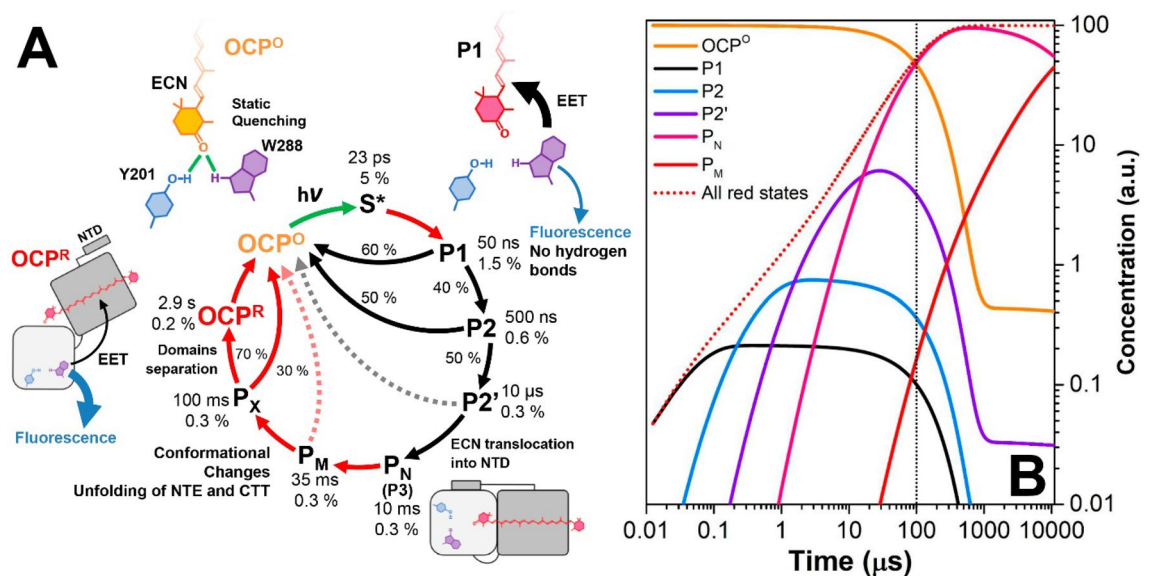 A
OCPᴼ
ECN
Static
Quenching
W288
Y201
O
O-H
H
P1
EET
O
O-H
H
Fluorescence
No hydrogen
bonds
23 ps
5 %
hν
S*
OCPᴼ
60 %
P1
50 ns
1.5 %
40 %
50 %
P2
500 ns
0.6 %
50 %
P2'
10 µs
0.3 %
ECN translocation
into NTD
P_N
(P3)
10 ms
0.3 %
P_M
35 ms
0.3 %
Conformational
Changes
Unfolding of NTE and CTT
P_X
100 ms
0.3 %
70 %
30 %
Domains
separation
OCPᴿ
2.9 s
0.2 %
OCPᴿ
NTD
EET
Fluorescence
B
OCPᴼ
P1
P2
P2'
P_N
P_M
All red states
100
10
1
0.1
0.01
Concentration (a.u.)
0.01
0.1
1
10
100
1000
10000
Time (µs)